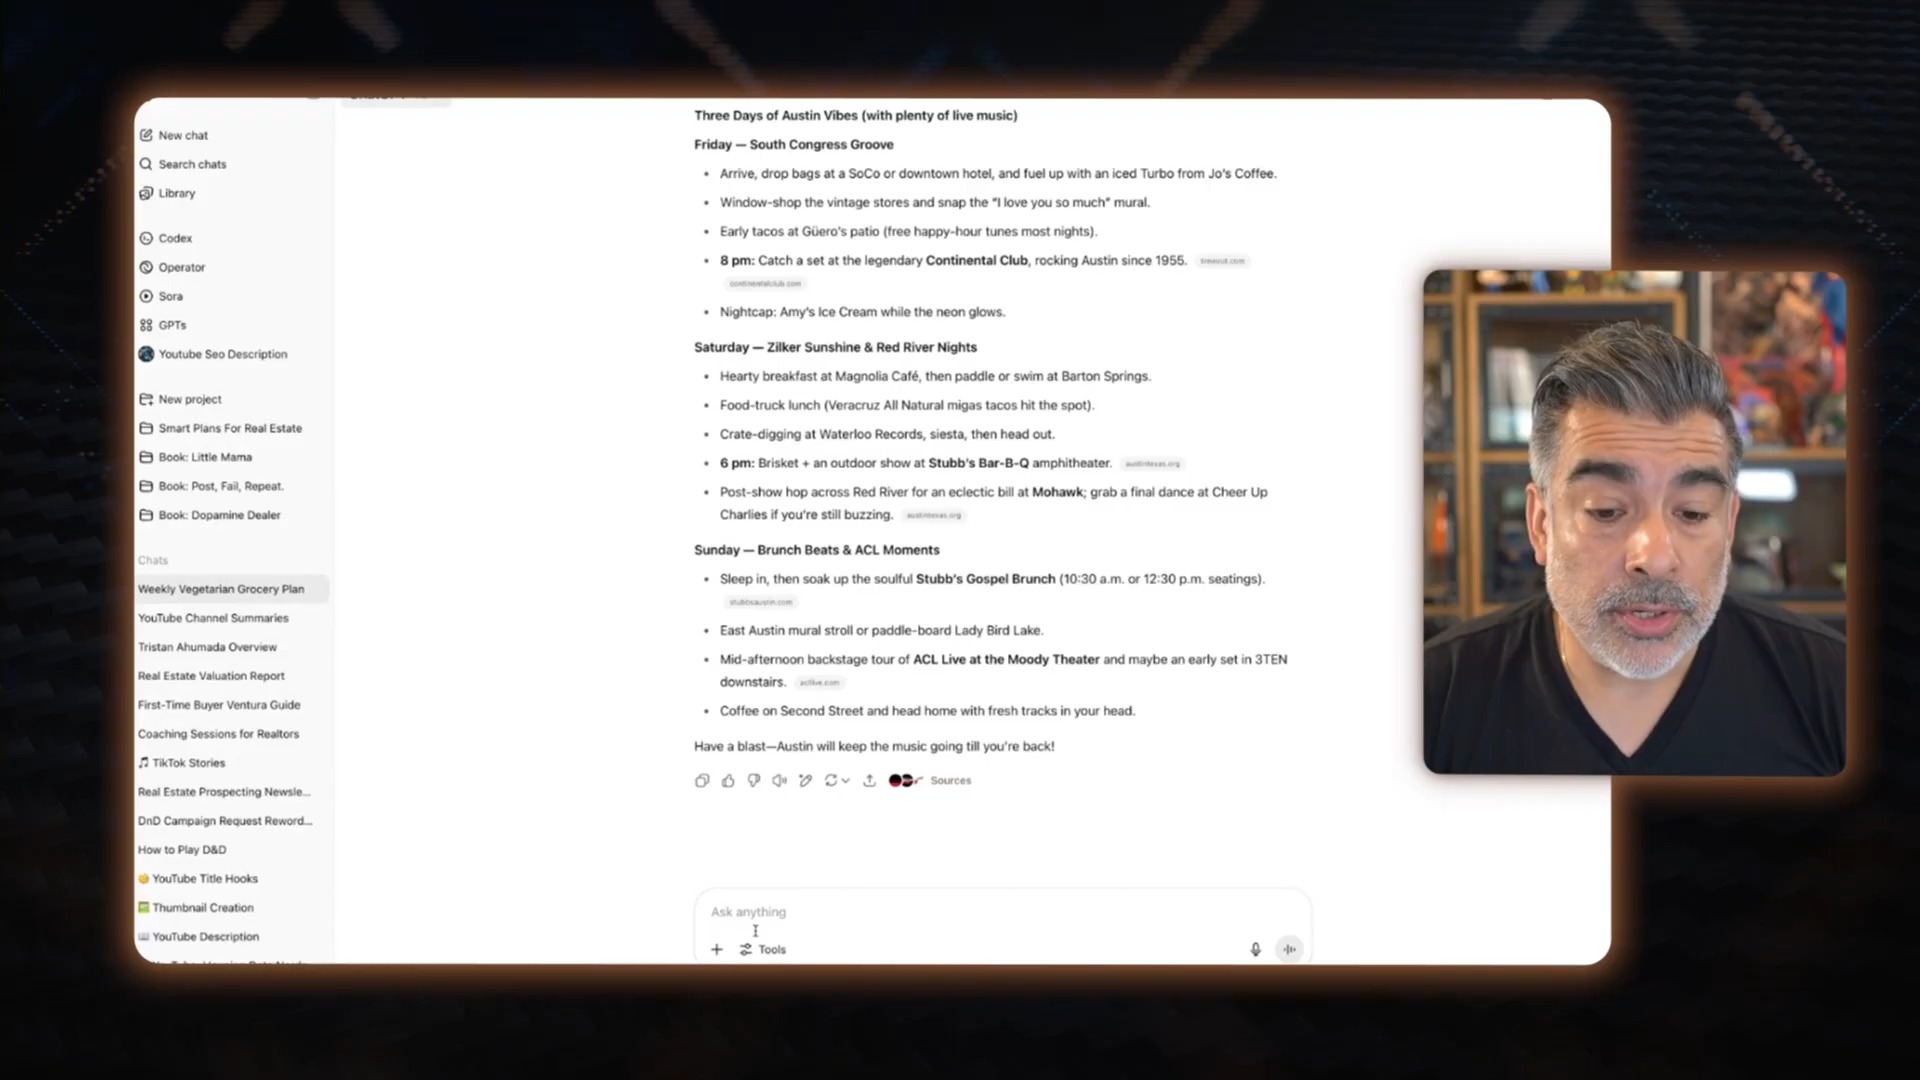 New chat
Search chats
Library
Codex
Operator
Sora
GPTs
Youtube Seo Description
New project
Smart Plans For Real Estate
Book: Little Mama
Book: Post, Fail, Repeat.
Book: Dopamine Dealer
Chats
Weekly Vegetarian Grocery Plan
YouTube Channel Summaries
Tristan Ahumada Overview
Real Estate Valuation Report
First-Time Buyer Ventura Guide
Coaching Sessions for Realtors
TikTok Stories
Real Estate Prospecting Newsle...
DnD Campaign Request Reword...
How to Play D&D
YouTube Title Hooks
Thumbnail Creation
YouTube Description
Three Days of Austin Vibes (with plenty of live music)
Friday — South Congress Groove
Arrive, drop bags at a SoCo or downtown hotel, and fuel up with an iced Turbo from Jo's Coffee.
Window-shop the vintage stores and snap the "I love you so much" mural.
Early tacos at Güero's patio (free happy-hour tunes most nights).
8 pm: Catch a set at the legendary Continental Club, rocking Austin since 1955. timeout.com
continentalclub.com
Nightcap: Amy's Ice Cream while the neon glows.
Saturday — Zilker Sunshine & Red River Nights
Hearty breakfast at Magnolia Café, then paddle or swim at Barton Springs.
Food-truck lunch (Veracruz All Natural migas tacos hit the spot).
Crate-digging at Waterloo Records, siesta, then head out.
6 pm: Brisket + an outdoor show at Stubb's Bar-B-Q amphitheater. austintexas.org
Post-show hop across Red River for an eclectic bill at Mohawk; grab a final dance at Cheer Up
Charlies if you're still buzzing. austintexas.org
Sunday — Brunch Beats & ACL Moments
Sleep in, then soak up the soulful Stubb's Gospel Brunch (10:30 a.m. or 12:30 p.m. seatings).
stubbsaustin.com
East Austin mural stroll or paddle-board Lady Bird Lake.
Mid-afternoon backstage tour of ACL Live at the Moody Theater and maybe an early set in 3TEN
downstairs. acllive.com
Coffee on Second Street and head home with fresh tracks in your head.
Have a blast—Austin will keep the music going till you're back!
Sources
Ask anything
Tools